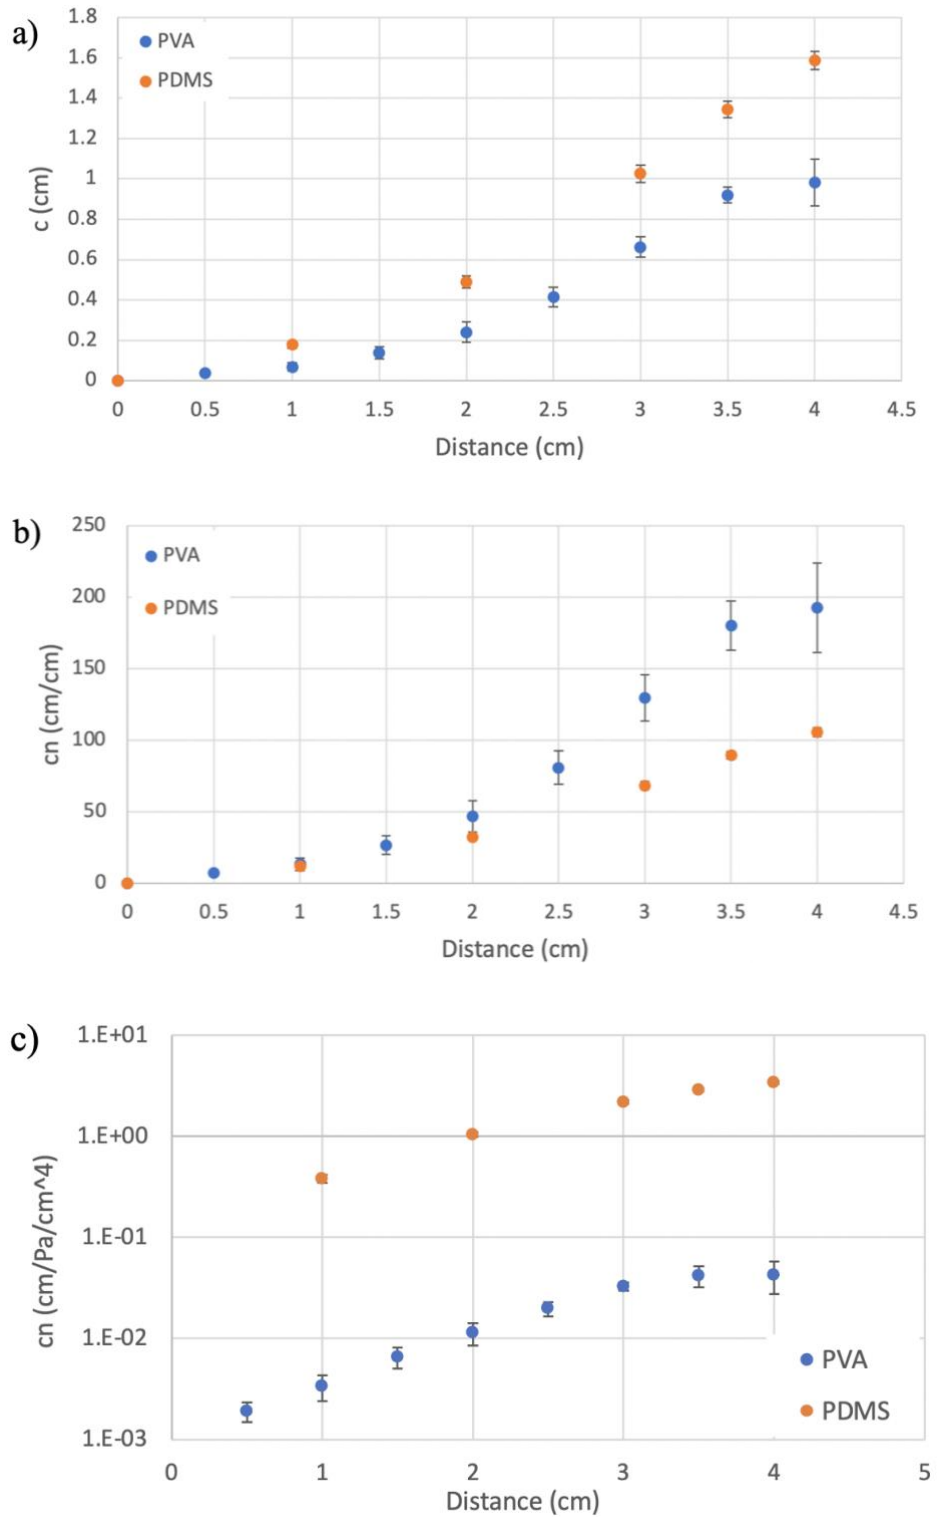 a)
1.8
1.6
1.4
1.2
1
0.8
0.6
0.4
0.2
0
c (cm)
PVA
PDMS
0 0.5 1 1.5 2 2.5 3 3.5 4 4.5
Distance (cm)
b)
250
200
150
100
50
0
cn (cm/cm)
PVA
PDMS
0 0.5 1 1.5 2 2.5 3 3.5 4 4.5
Distance (cm)
c)
1.E+01
1.E+00
1.E-01
1.E-02
1.E-03
cn (cm/Pa/cm^4)
PVA
PDMS
0 1 2 3 4 5
Distance (cm)